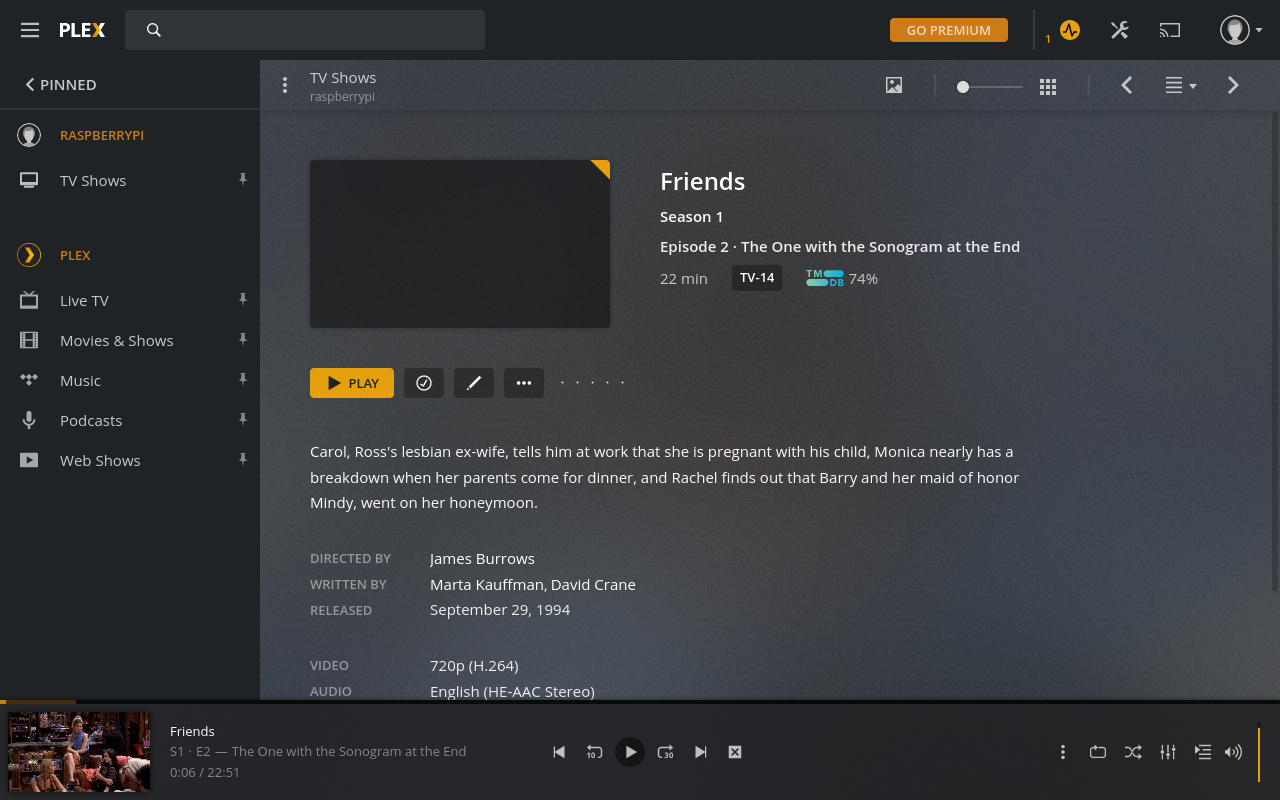 PLEX
GO PREMIUM
1
PINNED
TV Shows
raspberrypi
RASPBERRYPI
TV Shows
PLEX
Live TV
Movies & Shows
Music
Podcasts
Web Shows
Friends
Season 1
Episode 2 · The One with the Sonogram at the End
22 min TV-14 TMDB 74%
PLAY
Carol, Ross's lesbian ex-wife, tells him at work that she is pregnant with his child, Monica nearly has a
breakdown when her parents come for dinner, and Rachel finds out that Barry and her maid of honor
Mindy, went on her honeymoon.
DIRECTED BY James Burrows
WRITTEN BY Marta Kauffman, David Crane
RELEASED September 29, 1994
VIDEO 720p (H.264)
AUDIO English (HE-AAC Stereo)
Friends
S1 · E2 — The One with the Sonogram at the End
0:06 / 22:51
10
30